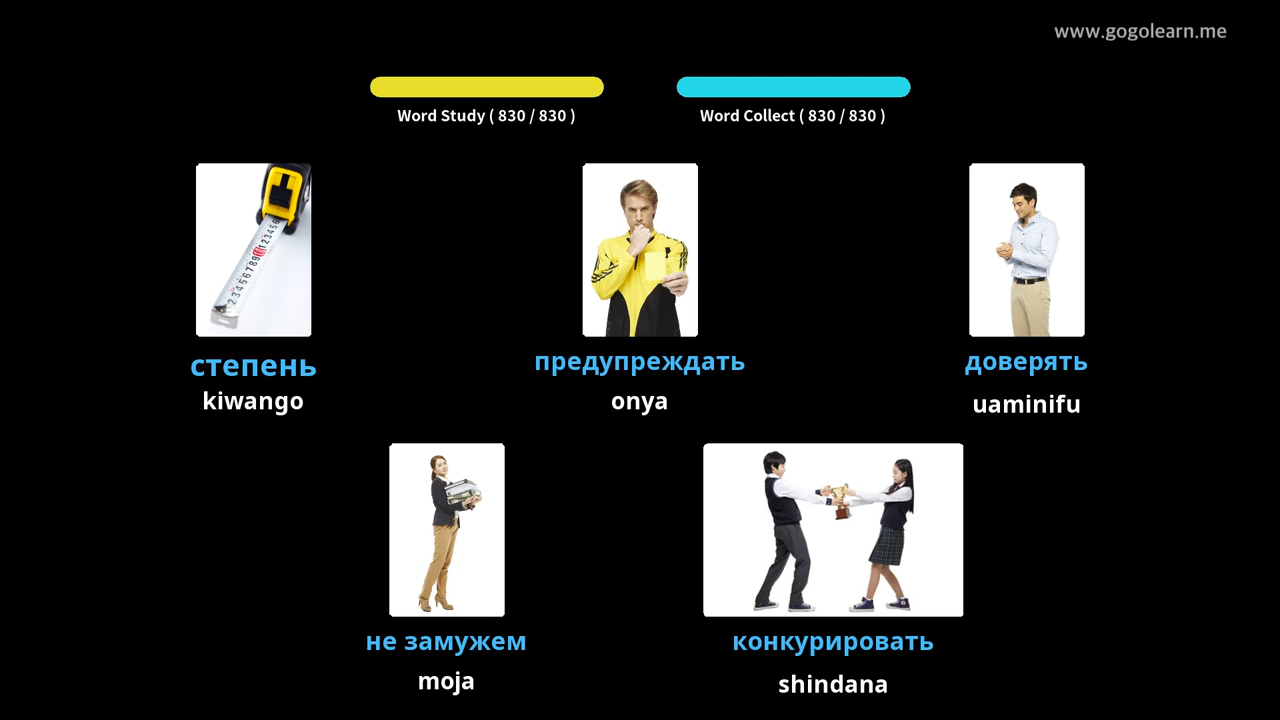 www.gogolearn.me
Word Study ( 830 / 830 )
Word Collect ( 830 / 830 )
степень
kiwango
предупреждать
onya
доверять
uaminifu
не замужем
moja
конкурировать
shindana